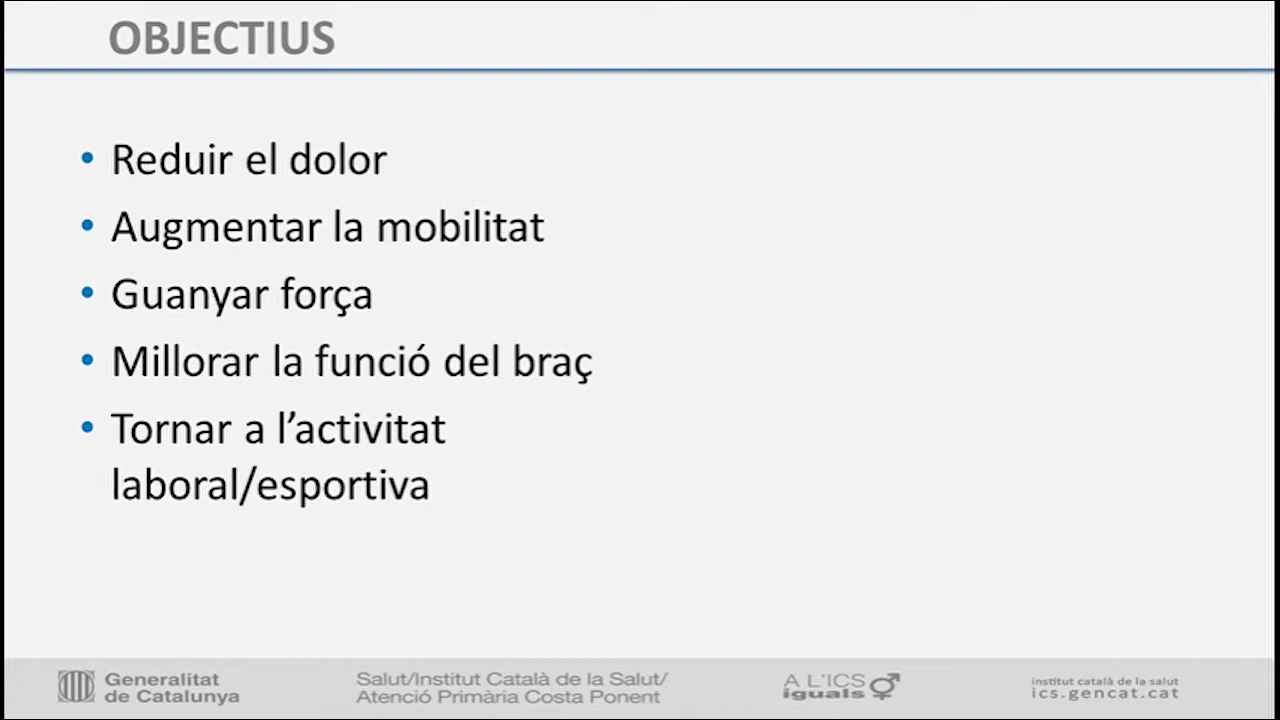 OBJECTIUS
• Reduir el dolor
• Augmentar la mobilitat
• Guanyar força
• Millorar la funció del braç
• Tornar a l’activitat
laboral/esportiva
Generalitat
de Catalunya
Salut/Institut Català de la Salut/
Atenció Primària Costa Ponent
A L'ICS
iguals
institut català de la salut
ics.gencat.cat